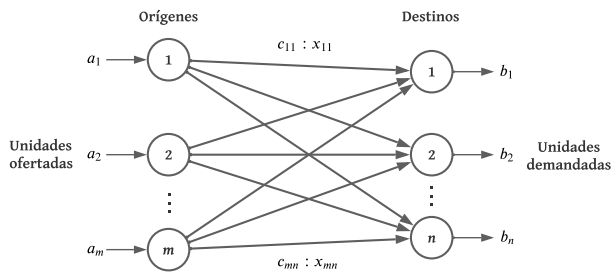 Orígenes
Destinos
c11 : x11
a1
1
1
b1
Unidades
ofertadas
a2
2
2
b2
Unidades
demandadas
⋮
⋮
am
m
n
bn
cmn : xmn